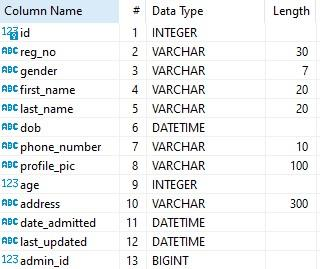 Column Name # Data Type Length
123 id 1 INTEGER
ABC reg_no 2 VARCHAR 30
ABC gender 3 VARCHAR 7
ABC first_name 4 VARCHAR 20
ABC last_name 5 VARCHAR 20
ABC dob 6 DATETIME
ABC phone_number 7 VARCHAR 10
ABC profile_pic 8 VARCHAR 100
123 age 9 INTEGER
ABC address 10 VARCHAR 300
ABC date_admitted 11 DATETIME
ABC last_updated 12 DATETIME
123 admin_id 13 BIGINT